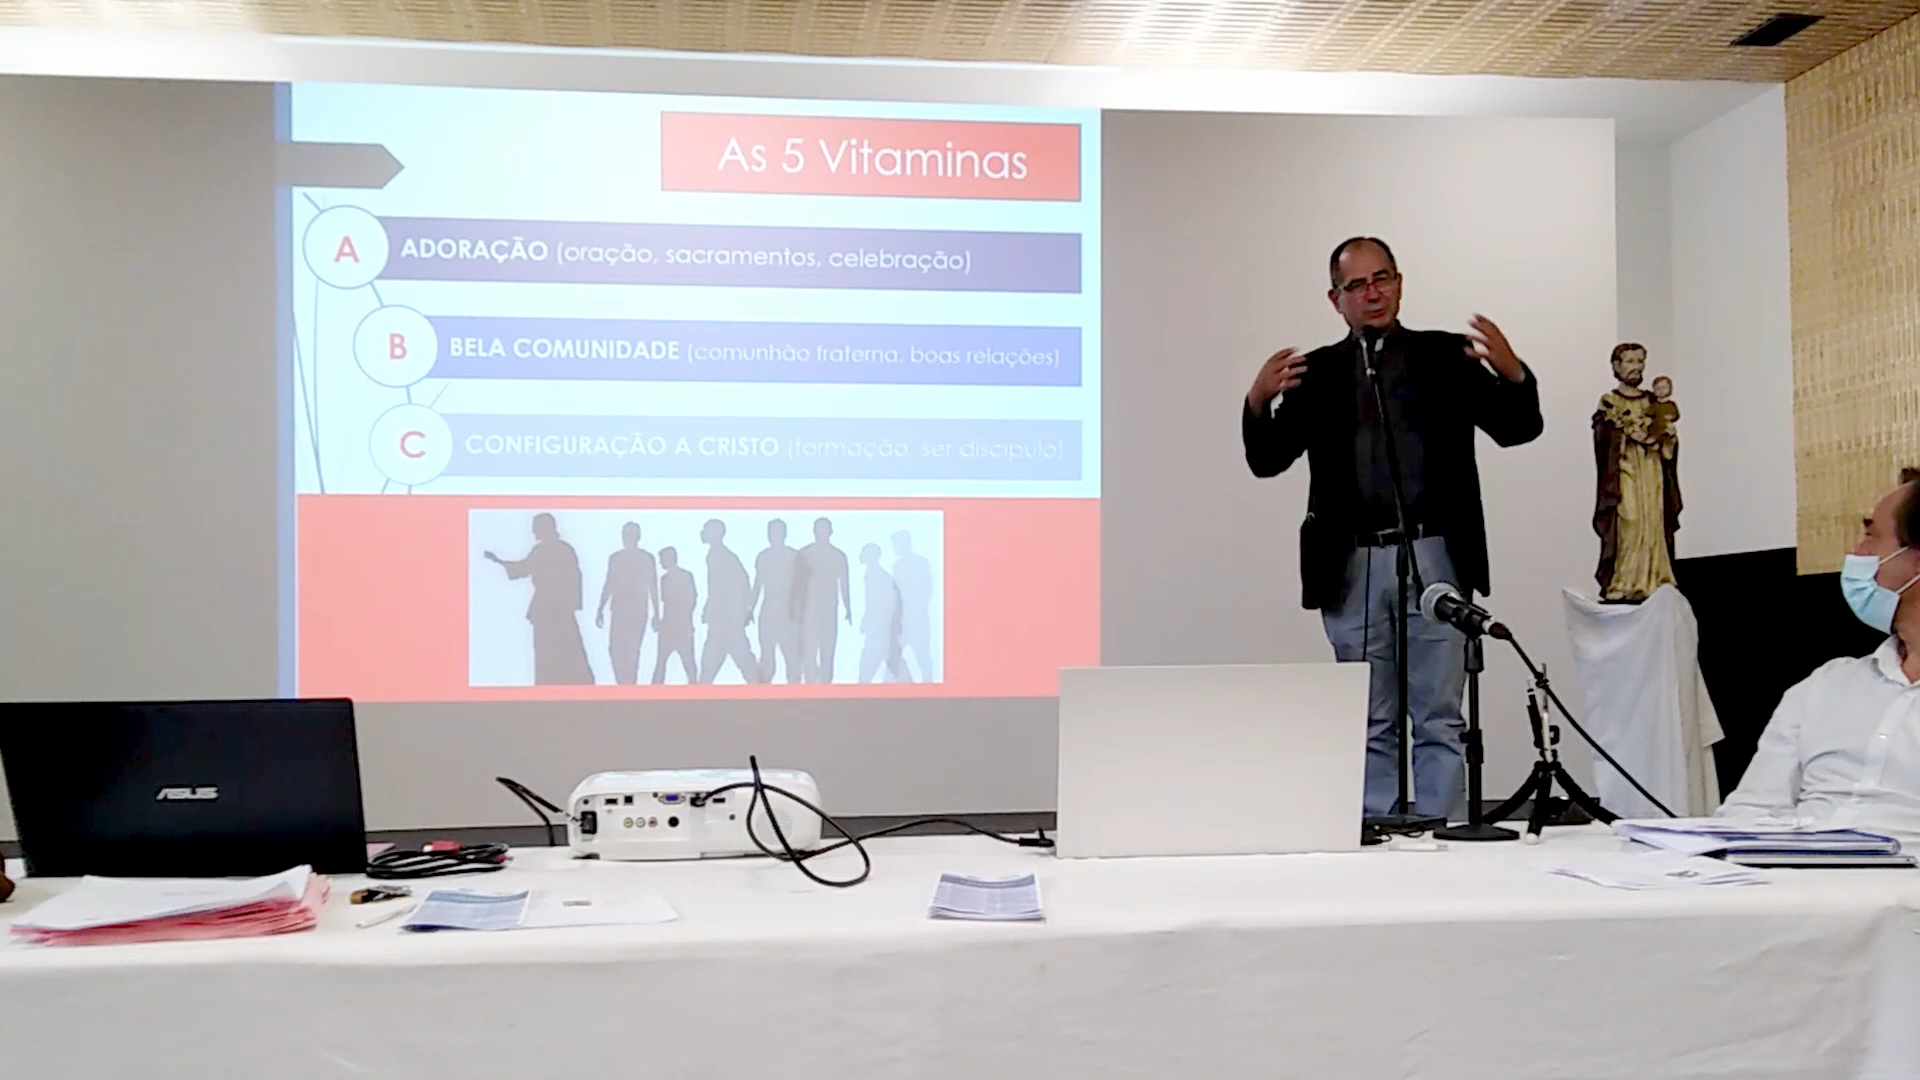 As 5 Vitaminas
A ADORAÇÃO (oração, sacramentos, celebração)
B BELA COMUNIDADE (comunhão fraterna, boas relações)
C CONFIGURAÇÃO A CRISTO (formação, ser discípulo)
ASUS